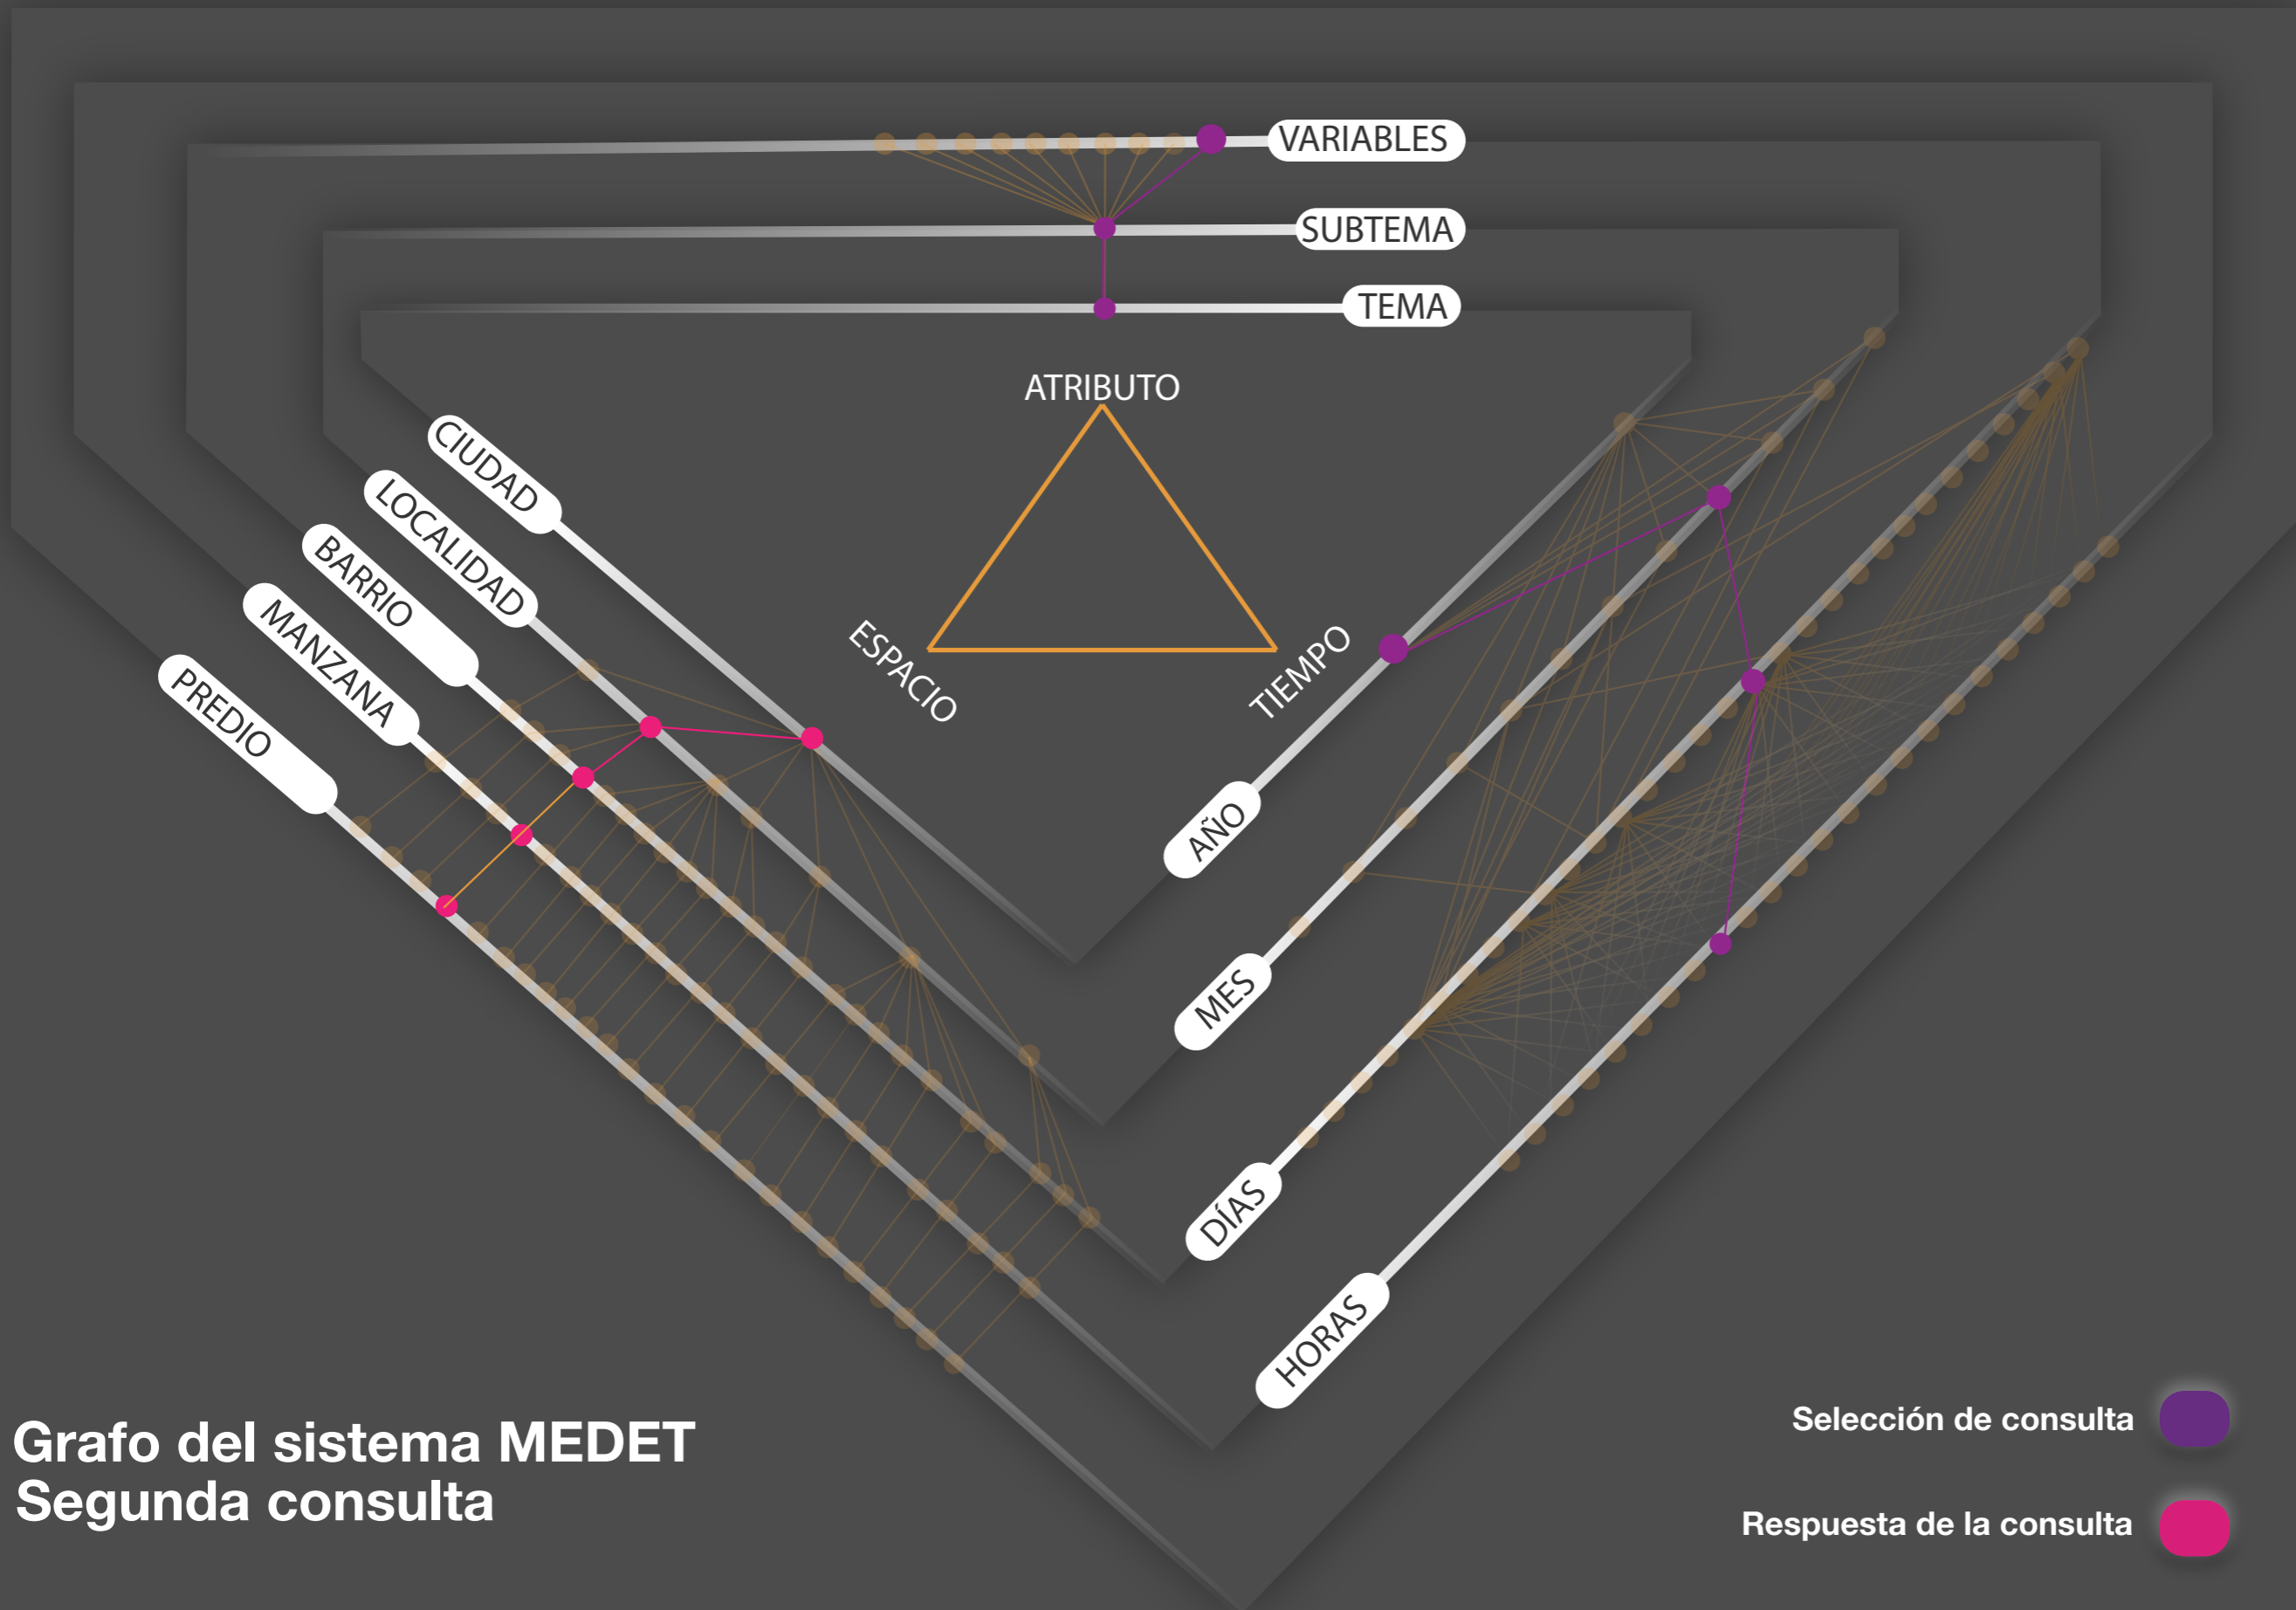 VARIABLES
SUBTEMA
TEMA
ATRIBUTO
ESPACIO
TIEMPO
CIUDAD
LOCALIDAD
BARRIO
MANZANA
PREDIO
AÑO
MES
DÍAS
HORAS
Grafo del sistema MEDET
Segunda consulta
Selección de consulta
Respuesta de la consulta